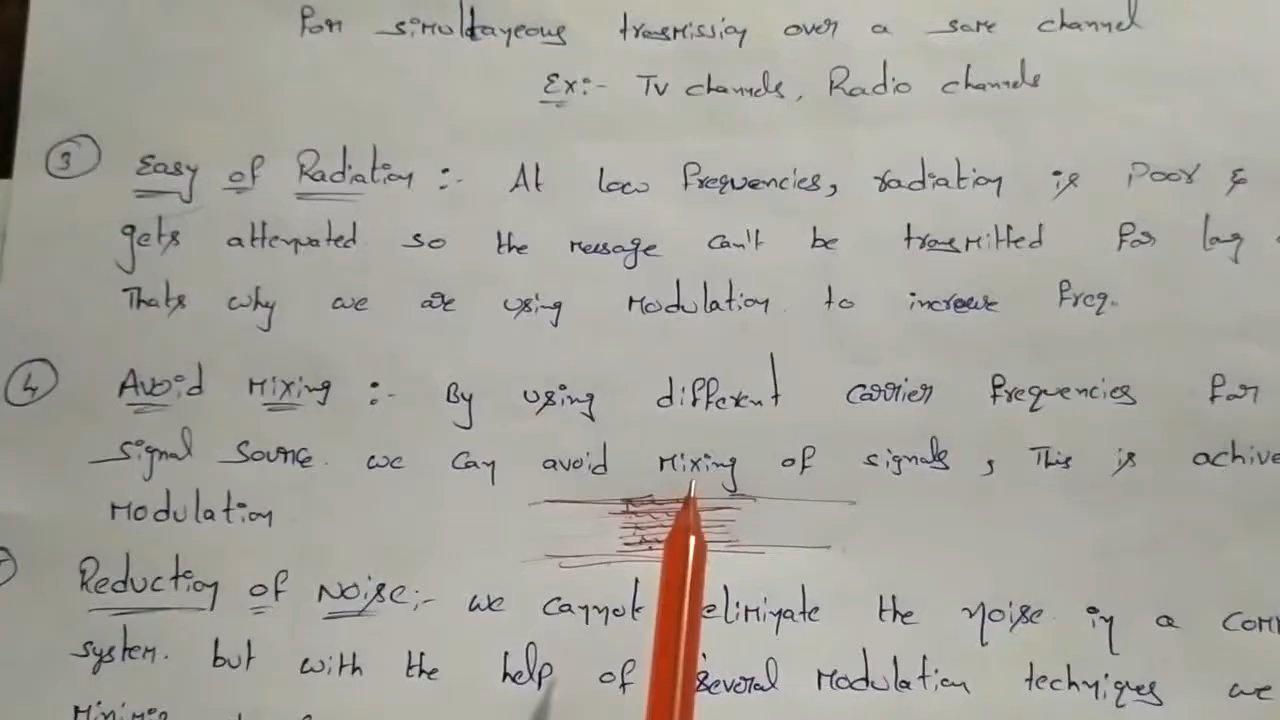 For simultaneous transmission over a same channel
Ex:- TV channels, Radio channels
3 Easy of Radiation :- At low frequencies, radiation is Poor &
gets attenuated so the message can't be transmitted for long
Thats why we are using Modulation to increase freq.
4 Avoid Mixing :- By using different carrier frequencies for
signal source we can avoid Mixing of signals, This is achive
Modulation
Reduction of Noise:- we cannot eliminate the noise in a com
system. but with the help of several Modulation techniques we